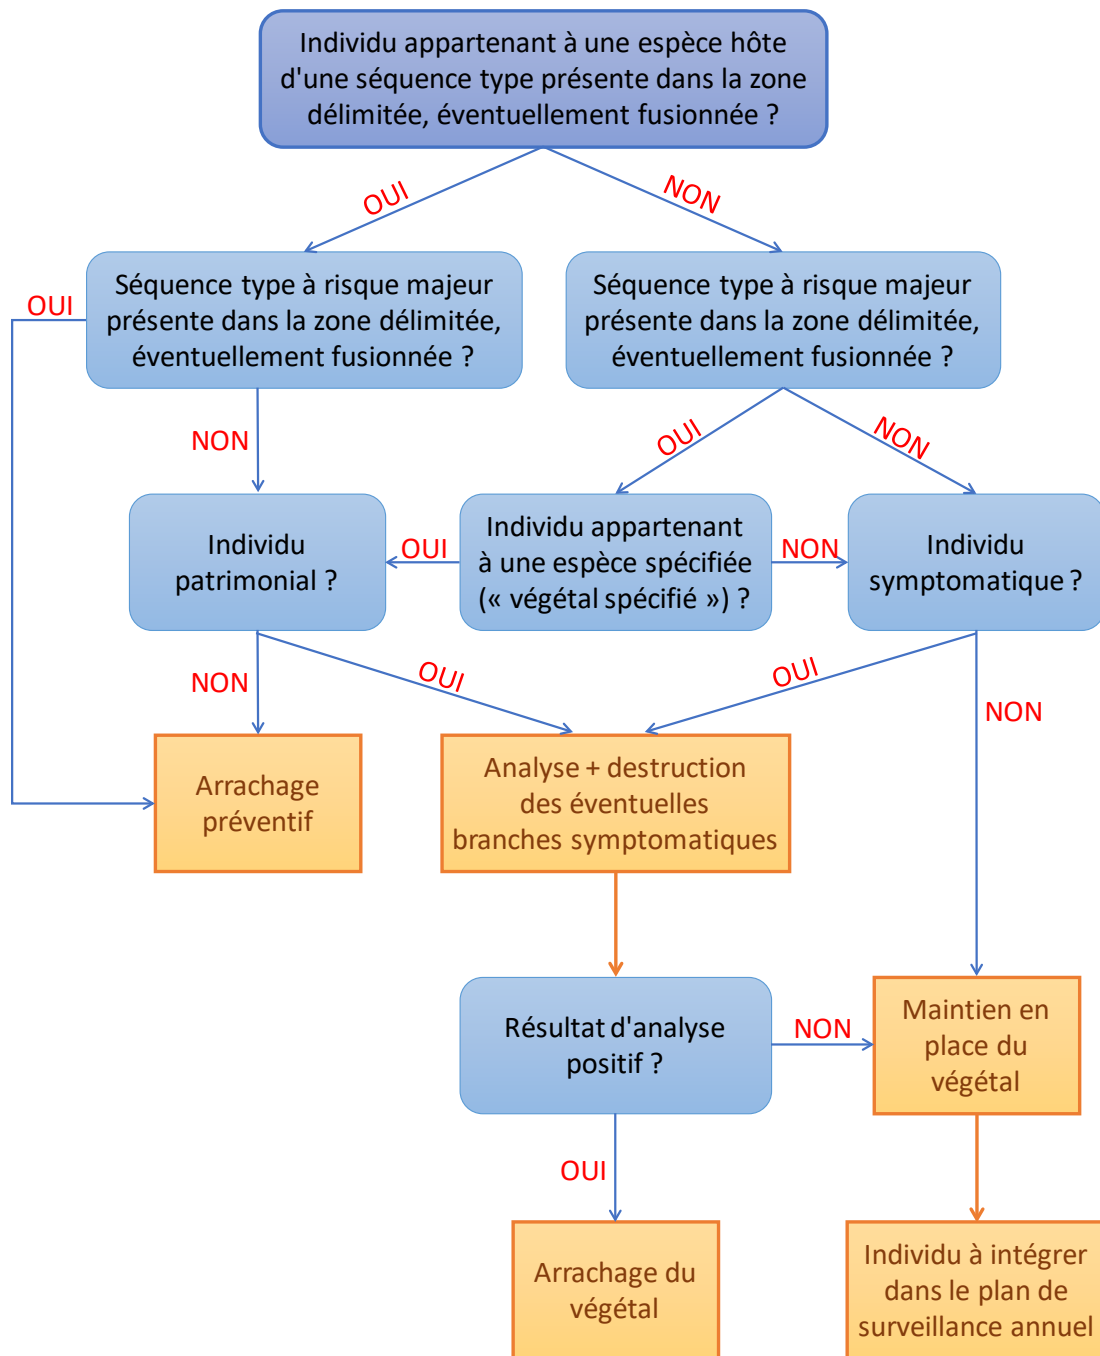 Individu appartenant à une espèce hôte
d'une séquence type présente dans la zone
délimitée, éventuellement fusionnée ?
OUI
NON
OUI
Séquence type à risque majeur
présente dans la zone délimitée,
éventuellement fusionnée ?
Séquence type à risque majeur
présente dans la zone délimitée,
éventuellement fusionnée ?
NON
OUI
NON
Individu
patrimonial ?
OUI
Individu appartenant
à une espèce spécifiée
(« végétal spécifié ») ?
NON
Individu
symptomatique ?
NON
OUI
OUI
NON
Arrachage
préventif
Analyse + destruction
des éventuelles
branches symptomatiques
Résultat d'analyse
positif ?
NON
Maintien en
place du
végétal
OUI
Arrachage du
végétal
Individu à intégrer
dans le plan de
surveillance annuel